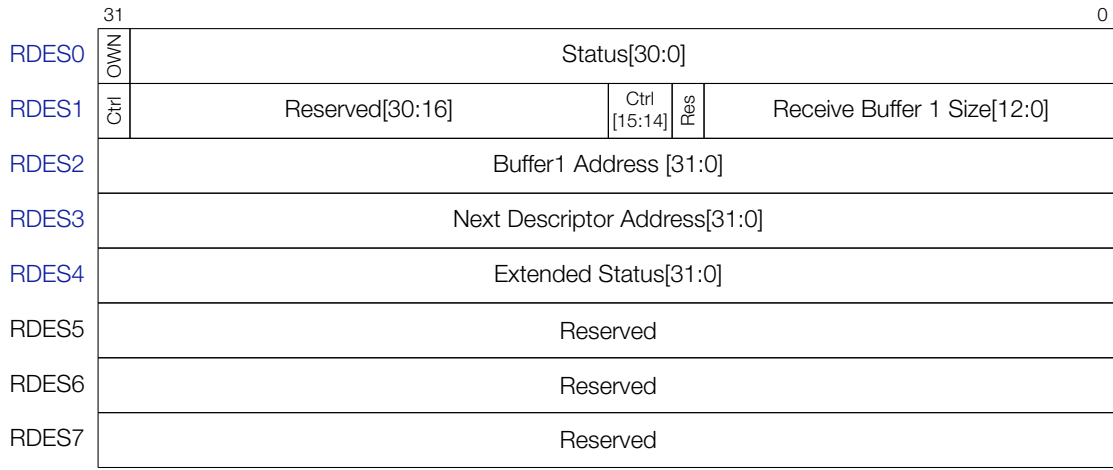 31 0
RDES0 OWN Status[30:0]
RDES1 Ctrl Reserved[30:16] Ctrl [15:14] Res Receive Buffer 1 Size[12:0]
RDES2 Buffer1 Address [31:0]
RDES3 Next Descriptor Address[31:0]
RDES4 Extended Status[31:0]
RDES5 Reserved
RDES6 Reserved
RDES7 Reserved